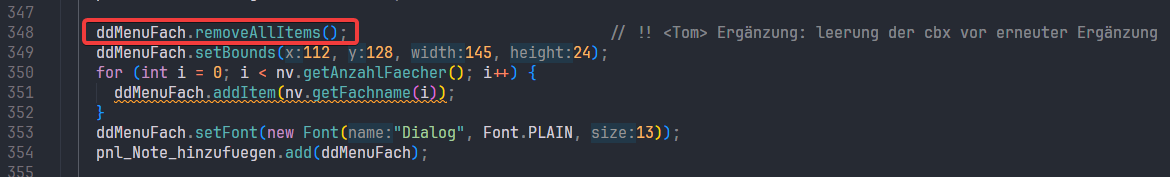 347
348 ddMenuFach.removeAllItems(); // !! <Tom> Ergänzung: leerung der cbx vor erneuter Ergänzung
349 ddMenuFach.setBounds(x:112, y:128, width:145, height:24);
350 for (int i = 0; i < nv.getAnzahlFaecher(); i++) {
351 ddMenuFach.addItem(nv.getFachname(i));
352 }
353 ddMenuFach.setFont(new Font(name:"Dialog", Font.PLAIN, size:13));
354 pnl_Note_hinzufuegen.add(ddMenuFach);
355